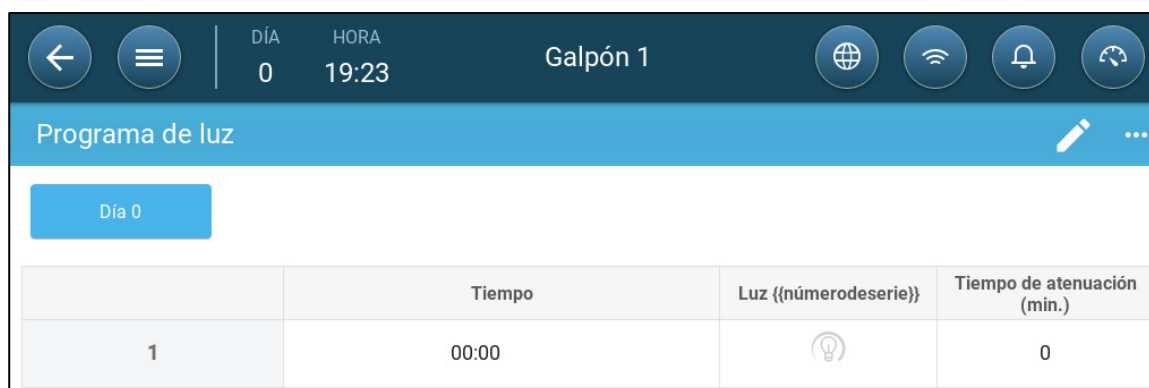 DÍA HORA
0 19:23 Galpón 1
Programa de luz
Día 0
Tiempo Luz {{númerodeserie}} Tiempo de atenuación
(min.)
1 00:00 0